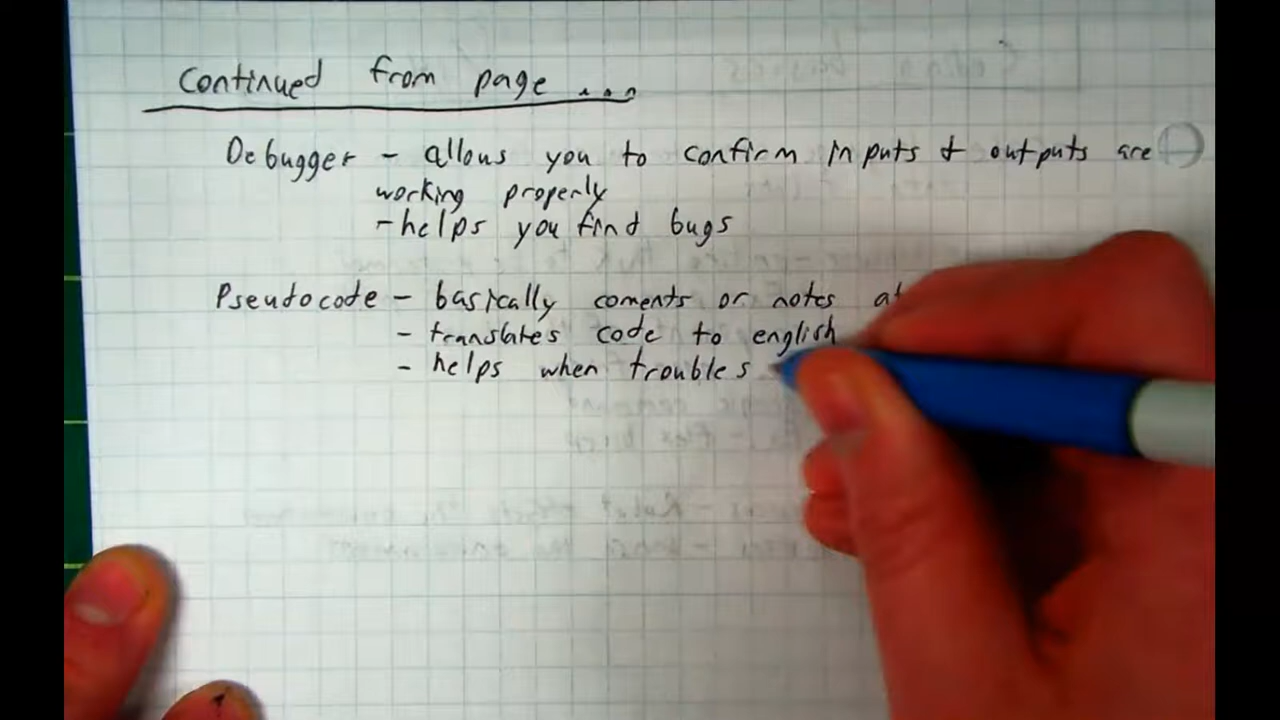 Continued from page ...
Debugger - allows you to confirm inputs & outputs are
working properly
- helps you find bugs
Pseudocode - basically coments or notes
- translates code to english
- helps when troubles